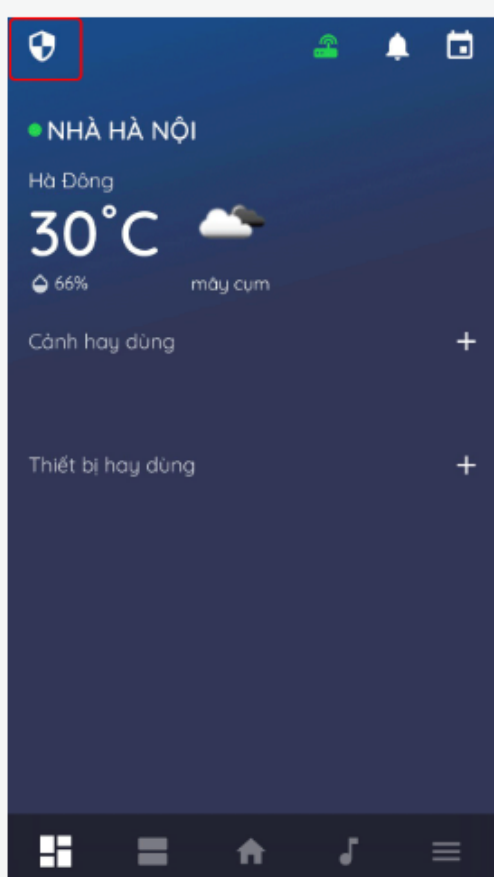 NHÀ HÀ NỘI
Hà Đông
30°C
66%
mây cụm
Cảnh hay dùng
Thiết bị hay dùng